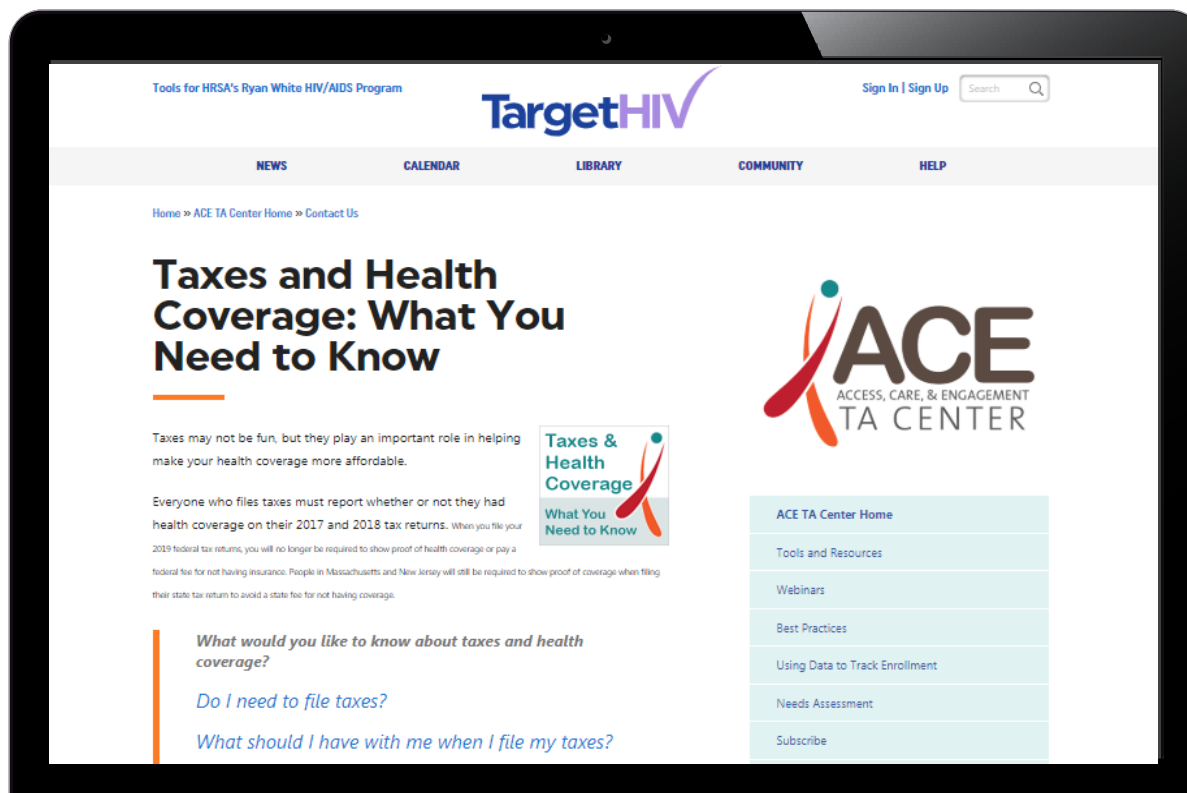 Tools for HRSA's Ryan White HIV/AIDS Program
TargetHIV
Sign In | Sign Up
Search
NEWS
CALENDAR
LIBRARY
COMMUNITY
HELP
Home » ACE TA Center Home » Contact Us
Taxes and Health
Coverage: What You
Need to Know
Taxes may not be fun, but they play an important role in helping
make your health coverage more affordable.
Everyone who files taxes must report whether or not they had
health coverage on their 2017 and 2018 tax returns. When you file your
2019 federal tax returns, you will no longer be required to show proof of health coverage or pay a
federal fee for not having insurance. People in Massachusetts and New Jersey will still be required to show proof of coverage when filing
their state tax return to avoid a state fee for not having coverage.
Taxes &
Health
Coverage
What You
Need to Know
What would you like to know about taxes and health
coverage?
Do I need to file taxes?
What should I have with me when I file my taxes?
ACE
ACCESS, CARE, & ENGAGEMENT
TA CENTER
ACE TA Center Home
Tools and Resources
Webinars
Best Practices
Using Data to Track Enrollment
Needs Assessment
Subscribe